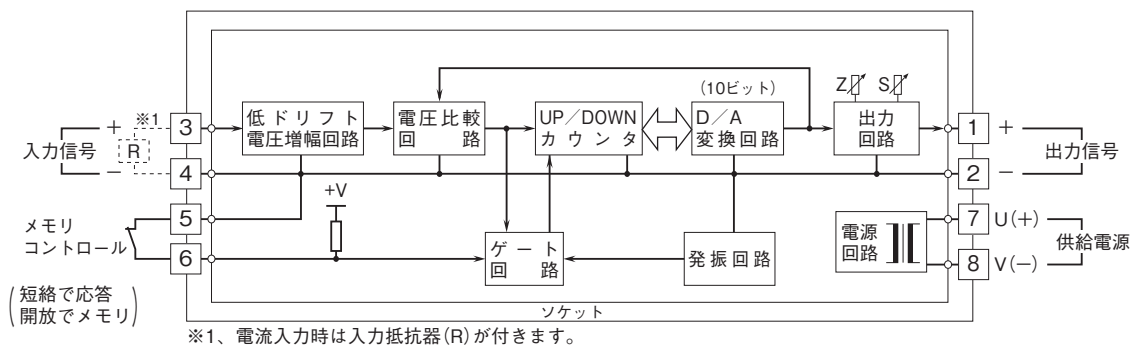 (10ビット)
Z
S
低ドリフト
電圧増幅回路
電圧比較
回　　路
UP/DOWN
カウンタ
D/A
変換回路
出力
回路
※1
+
R
−
入力信号
3
4
1
2
+
−
出力信号
+V
メモリ
コントロール
5
6
ゲート
回　路
発振回路
電源
回路
7
8
U(+)
V(−)
供給電源
(短絡で応答
開放でメモリ)
ソケット
※1、電流入力時は入力抵抗器(R)が付きます。